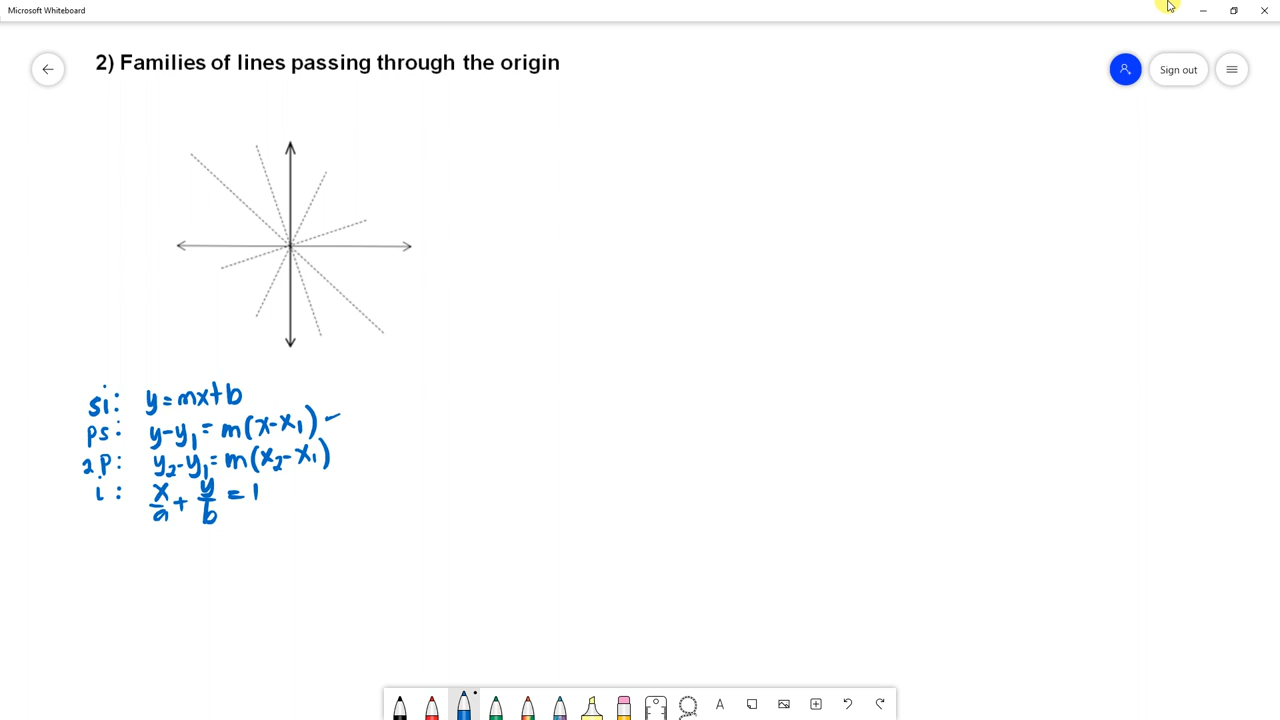 Microsoft Whiteboard
2) Families of lines passing through the origin
Sign out
si: y=mx+b
ps: y-y₁=m(x-x₁) -
2p: y₂-y₁=m(x₂-x₁)
i: x/a + y/b = 1
A